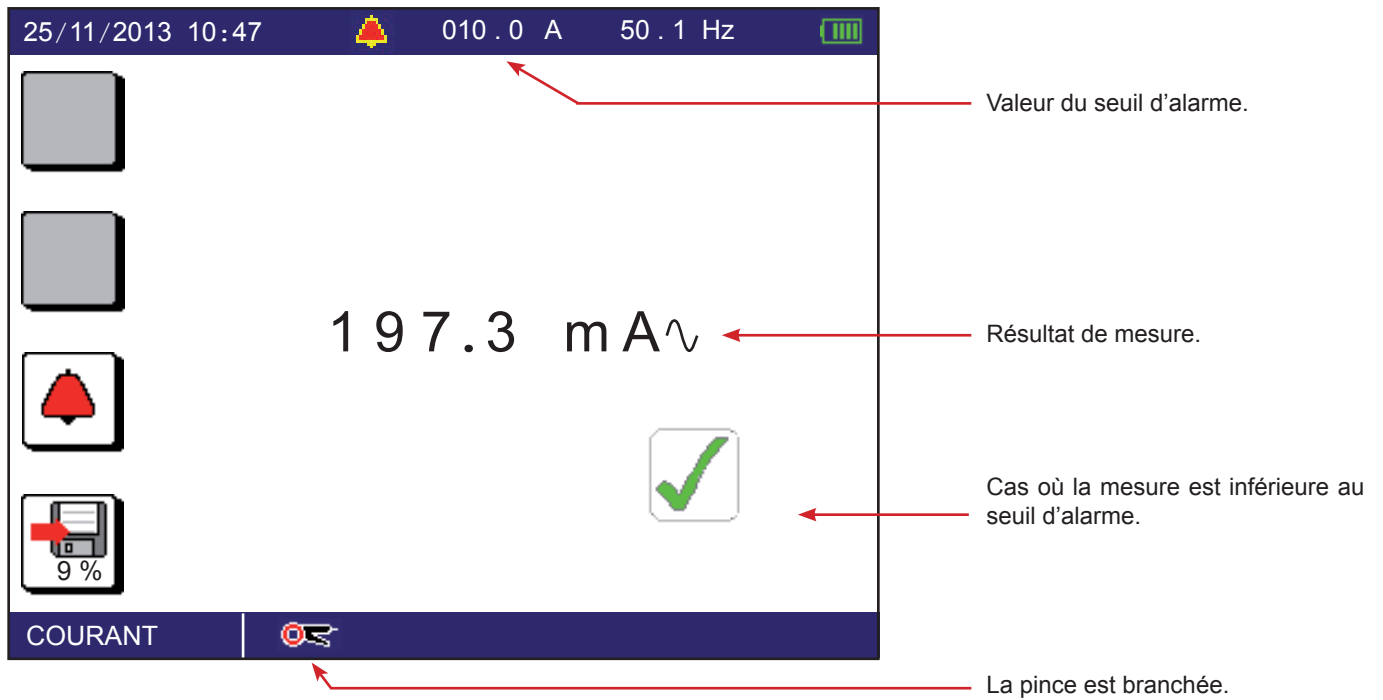 25/11/2013 10:47 010.0 A 50.1 Hz
Valeur du seuil d'alarme.
197.3 mA∿
Résultat de mesure.
Cas où la mesure est inférieure au
seuil d'alarme.
9 %
COURANT
La pince est branchée.